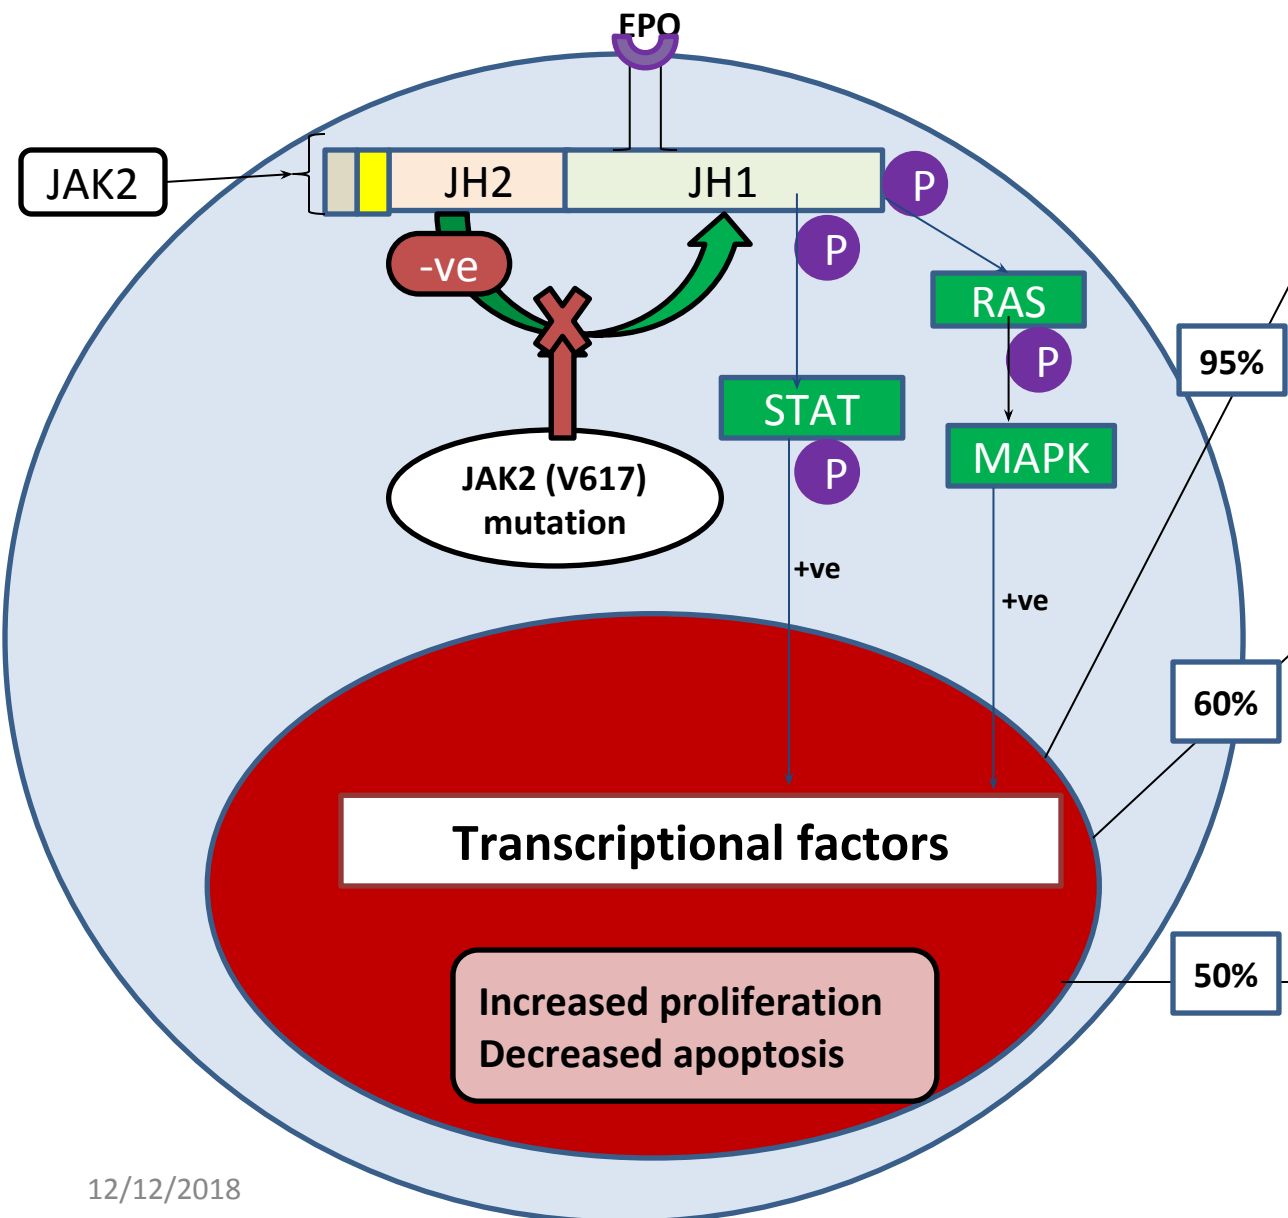 EPO
JAK2
JH2
JH1
P
P
-ve
RAS
P
95%
STAT
MAPK
P
JAK2 (V617)
mutation
+ve
+ve
60%
Transcriptional factors
50%
Increased proliferation
Decreased apoptosis
12/12/2018